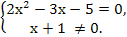 2x² − 3x − 5 = 0,
x + 1 ≠ 0.